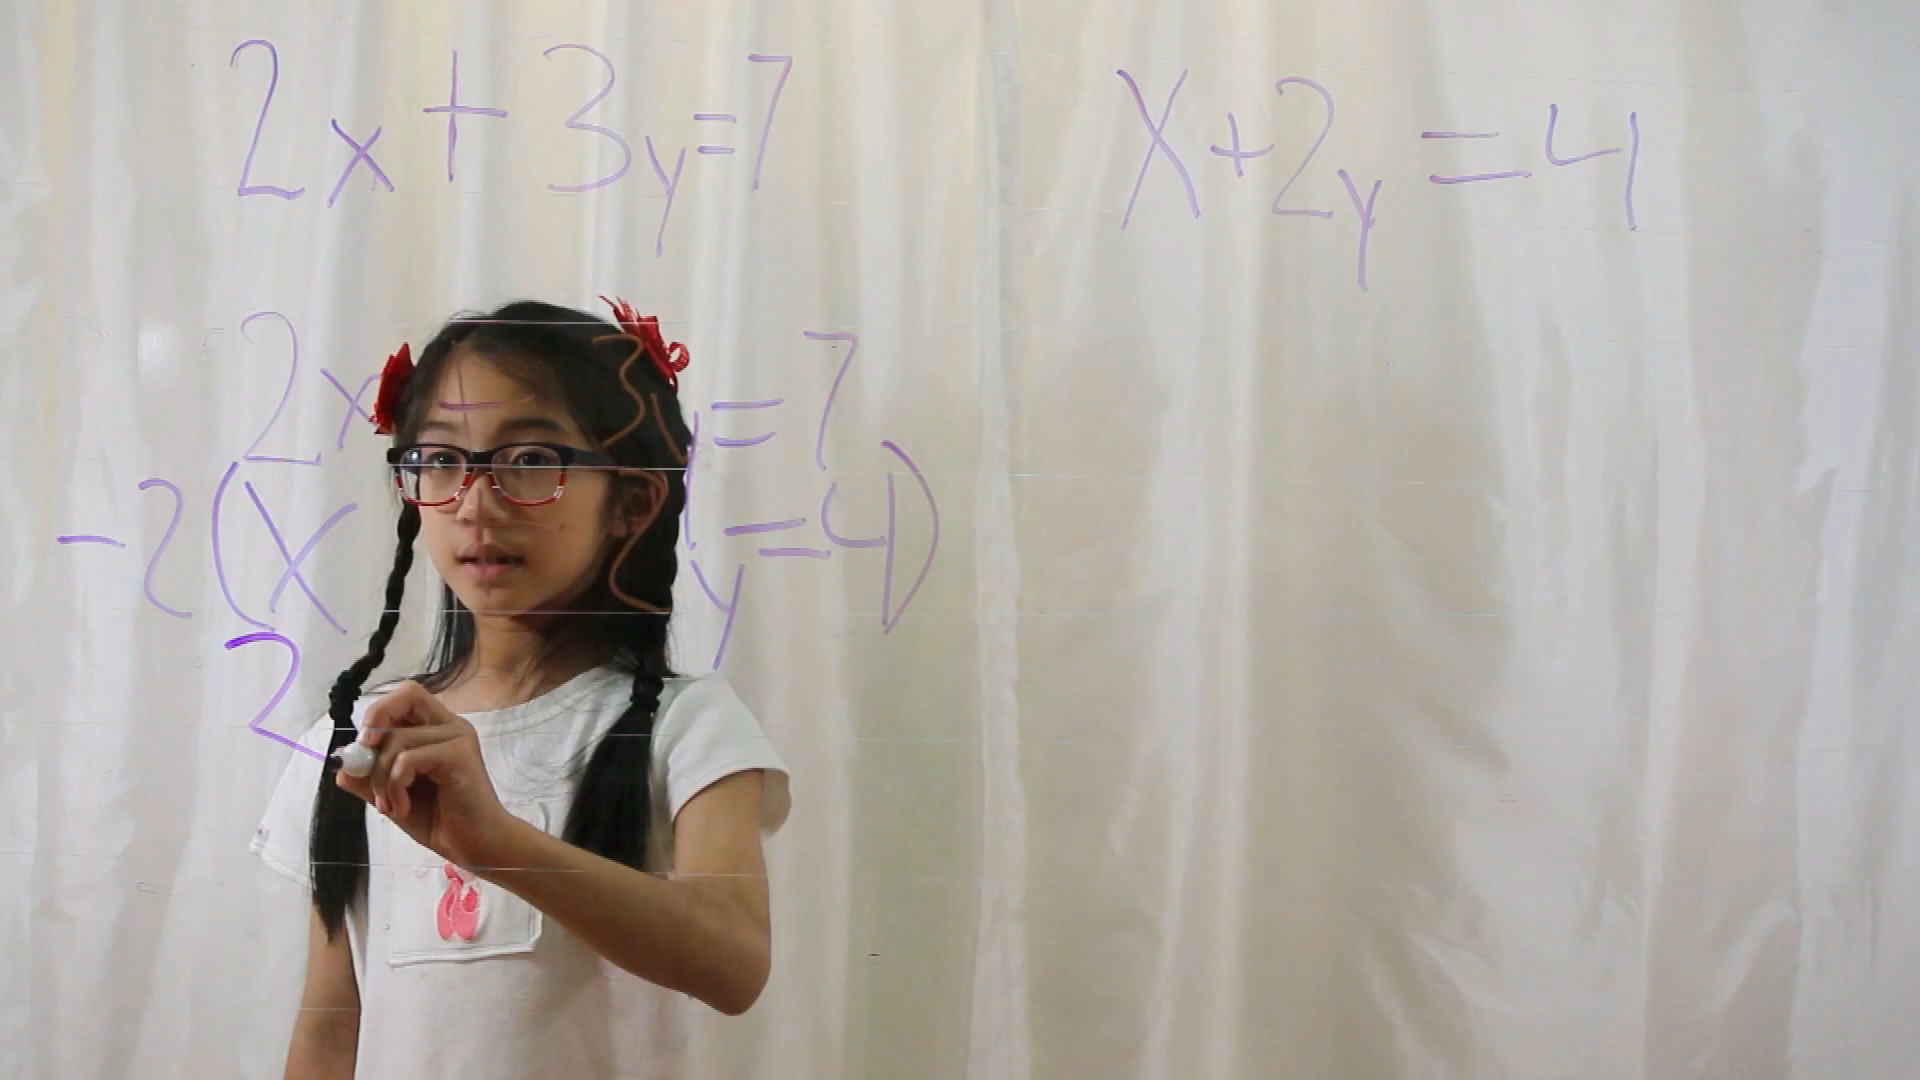 2x + 3y = 7
x + 2y = 4
2x + 3y = 7
-2(x 2y = 4)
2